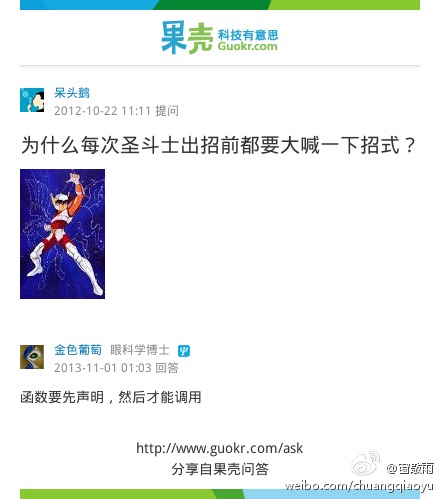 果壳 科技有意思
Guokr.com
呆头鹅
2012-10-22 11:11 提问
为什么每次圣斗士出招前都要大喊一下招式？
金色葡萄 眼科学博士
2013-11-01 01:03 回答
函数要先声明，然后才能调用
http://www.guokr.com/ask
分享自果壳问答
weibo.com/chuangqiaoyu